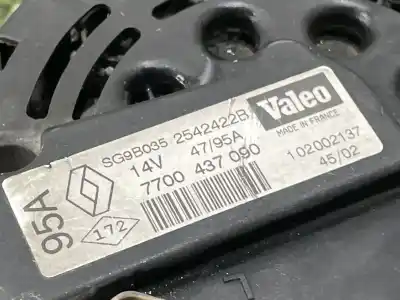 SG9B035 2542422B
14V 47/95A
7700 437 090
Valeo
MADE IN FRANCE
102002137
45/02
95A
172